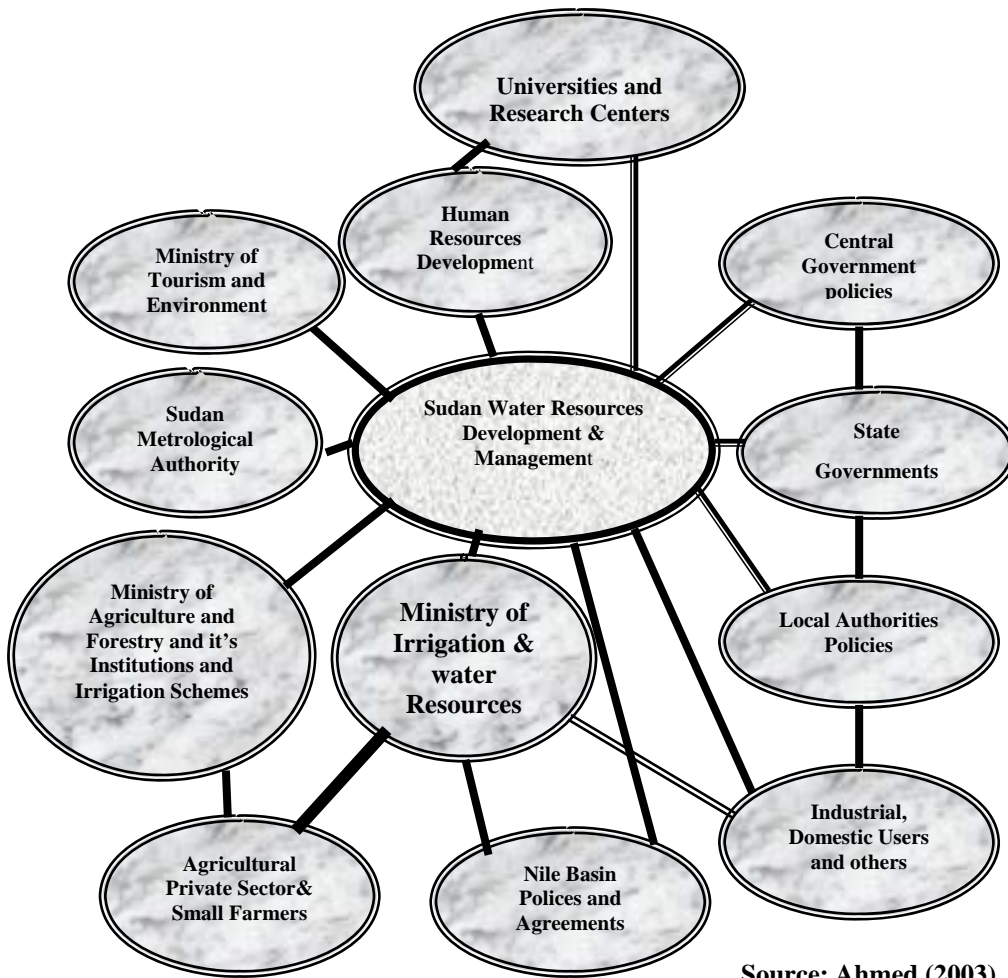 Universities and
Research Centers
Human
Resources
Development
Central
Government
policies
Ministry of
Tourism and
Environment
Sudan Water Resources
Development &
Management
Sudan
Metrological
Authority
State
Governments
Ministry of
Agriculture and
Forestry and it's
Institutions and
Irrigation Schemes
Ministry of
Irrigation &
water
Resources
Local Authorities
Policies
Industrial,
Domestic Users
and others
Agricultural
Private Sector&
Small Farmers
Nile Basin
Polices and
Agreements
Source: Ahmed (2003)